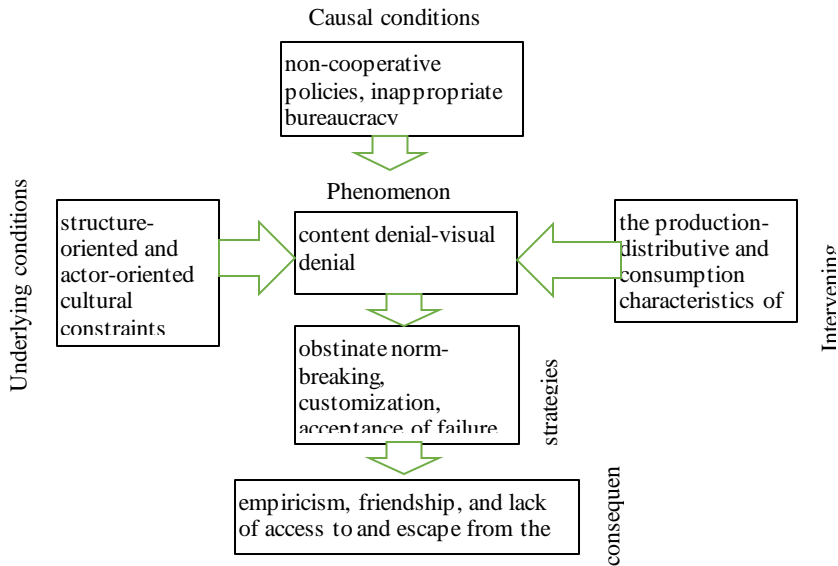 Causal conditions
non-cooperative
policies, inappropriate
bureaucracy
Phenomenon
Underlying conditions
structure-
oriented and
actor-oriented
cultural
constraints
content denial-visual
denial
the production-
distributive and
consumption
characteristics of
Intervening
obstinate norm-
breaking,
customization,
acceptance of failure
strategies
empiricism, friendship, and lack
of access to and escape from the
consequen